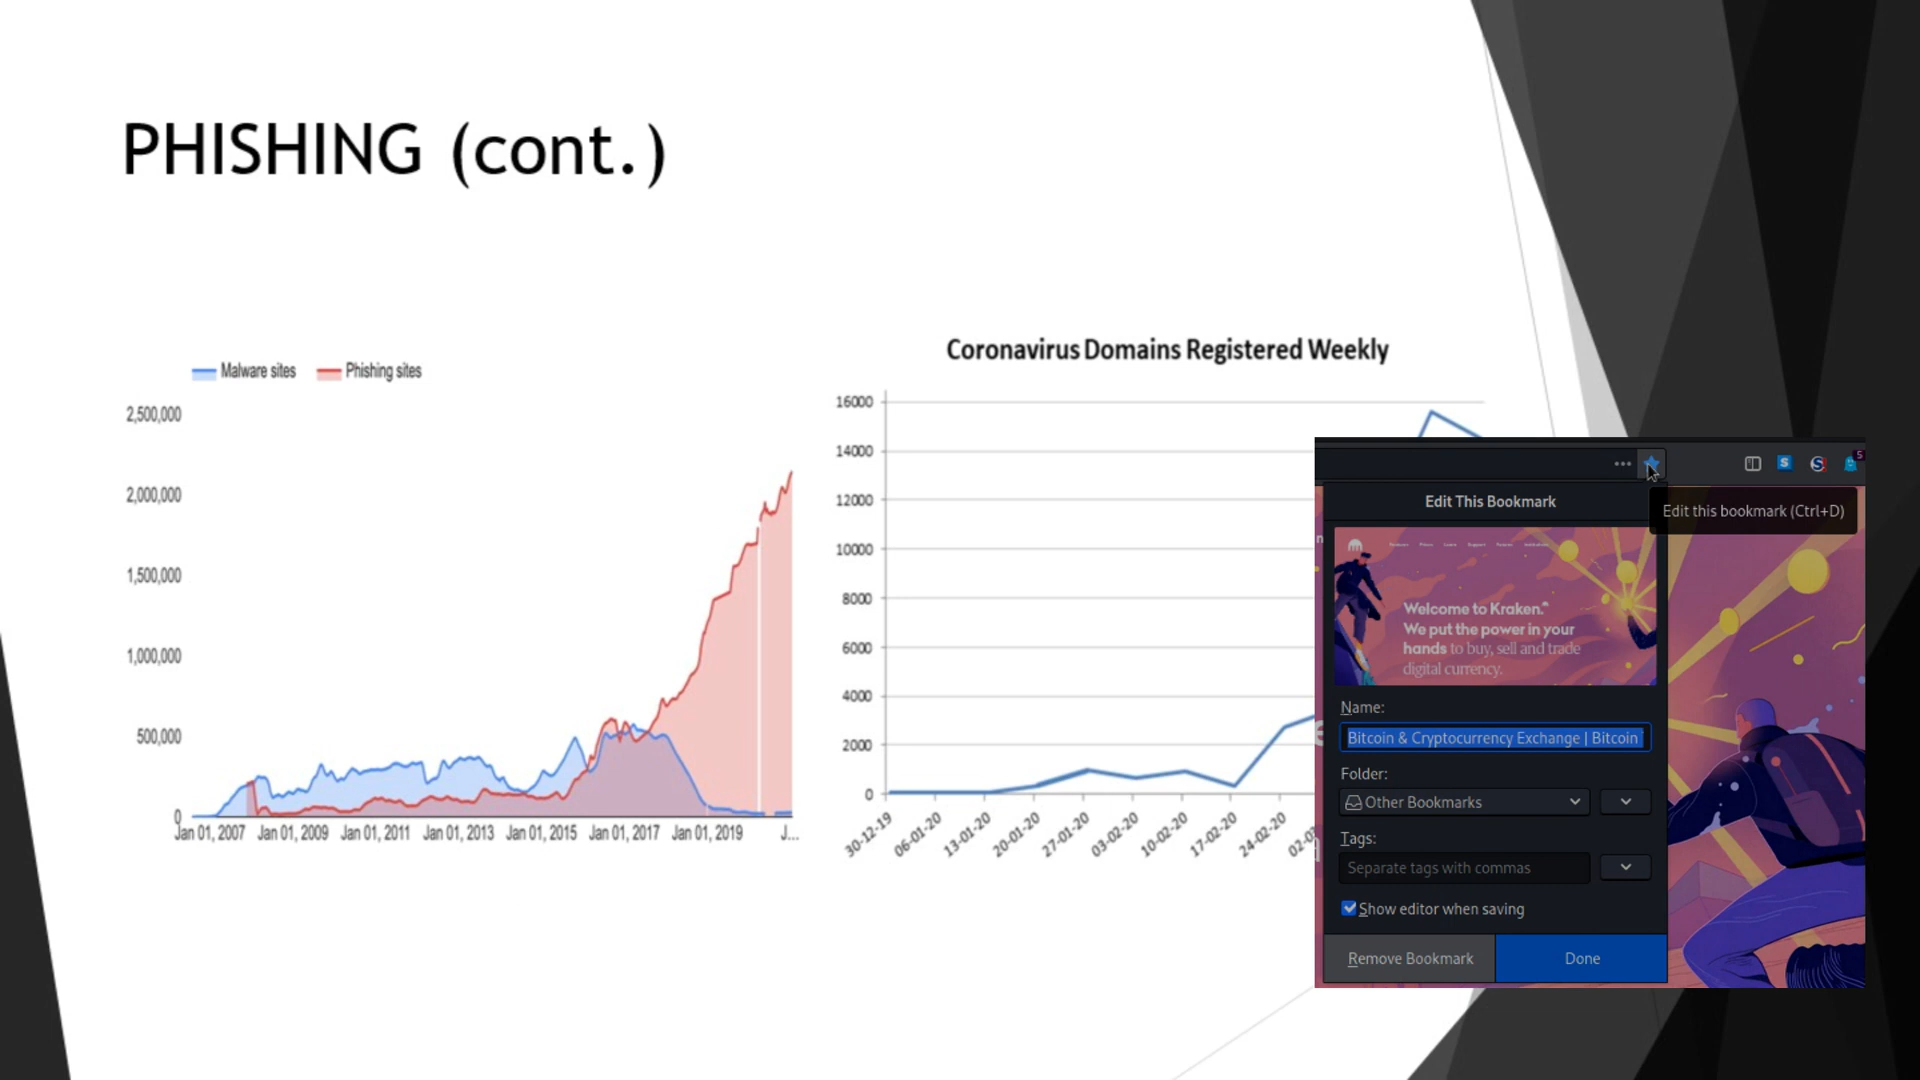 PHISHING (cont.)
Malware sites
Phishing sites
2,500,000
2,000,000
1,500,000
1,000,000
500,000
0
Jan 01, 2007
Jan 01, 2009
Jan 01, 2011
Jan 01, 2013
Jan 01, 2015
Jan 01, 2017
Jan 01, 2019
J...
Coronavirus Domains Registered Weekly
16000
14000
12000
10000
8000
6000
4000
2000
0
30-12-19
06-01-20
13-01-20
20-01-20
27-01-20
03-02-20
10-02-20
17-02-20
24-02-20
5
Edit This Bookmark
Edit this bookmark (Ctrl+D)
Welcome to Kraken.
We put the power in your
hands to buy, sell and trade
digital currency.
Name:
Bitcoin & Cryptocurrency Exchange | Bitcoin
Folder:
Other Bookmarks
Tags:
Separate tags with commas
Show editor when saving
Remove Bookmark
Done